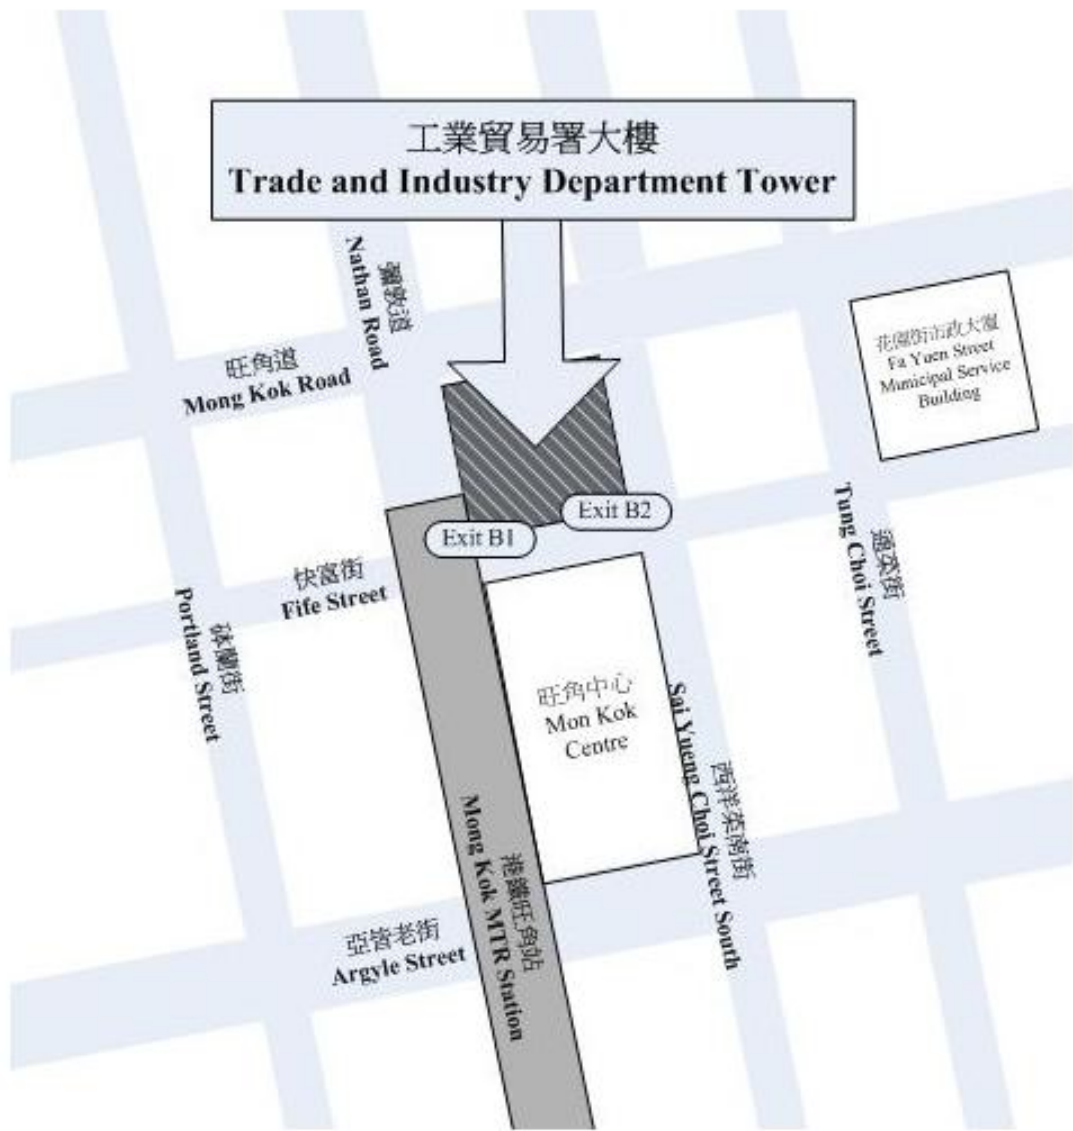 工業貿易署大樓
Trade and Industry Department Tower
彌敦道
Nathan Road
旺角道
Mong Kok Road
花園街市政大廈
Fa Yuen Street
Municipal Service
Building
Exit B2
Exit B1
快富街
Fife Street
通菜街
Tung Choi Street
砵蘭街
Portland Street
旺角中心
Mon Kok
Centre
西洋菜南街
Sai Yueng Choi Street South
港鐵旺角站
Mong Kok MTR Station
亞皆老街
Argyle Street